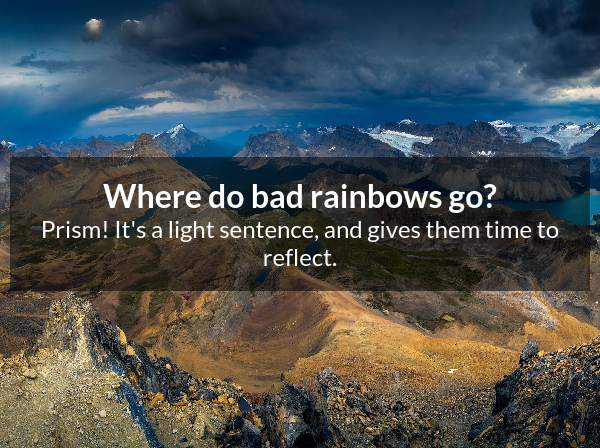 Where do bad rainbows go?
Prism! It's a light sentence, and gives them time to
reflect.